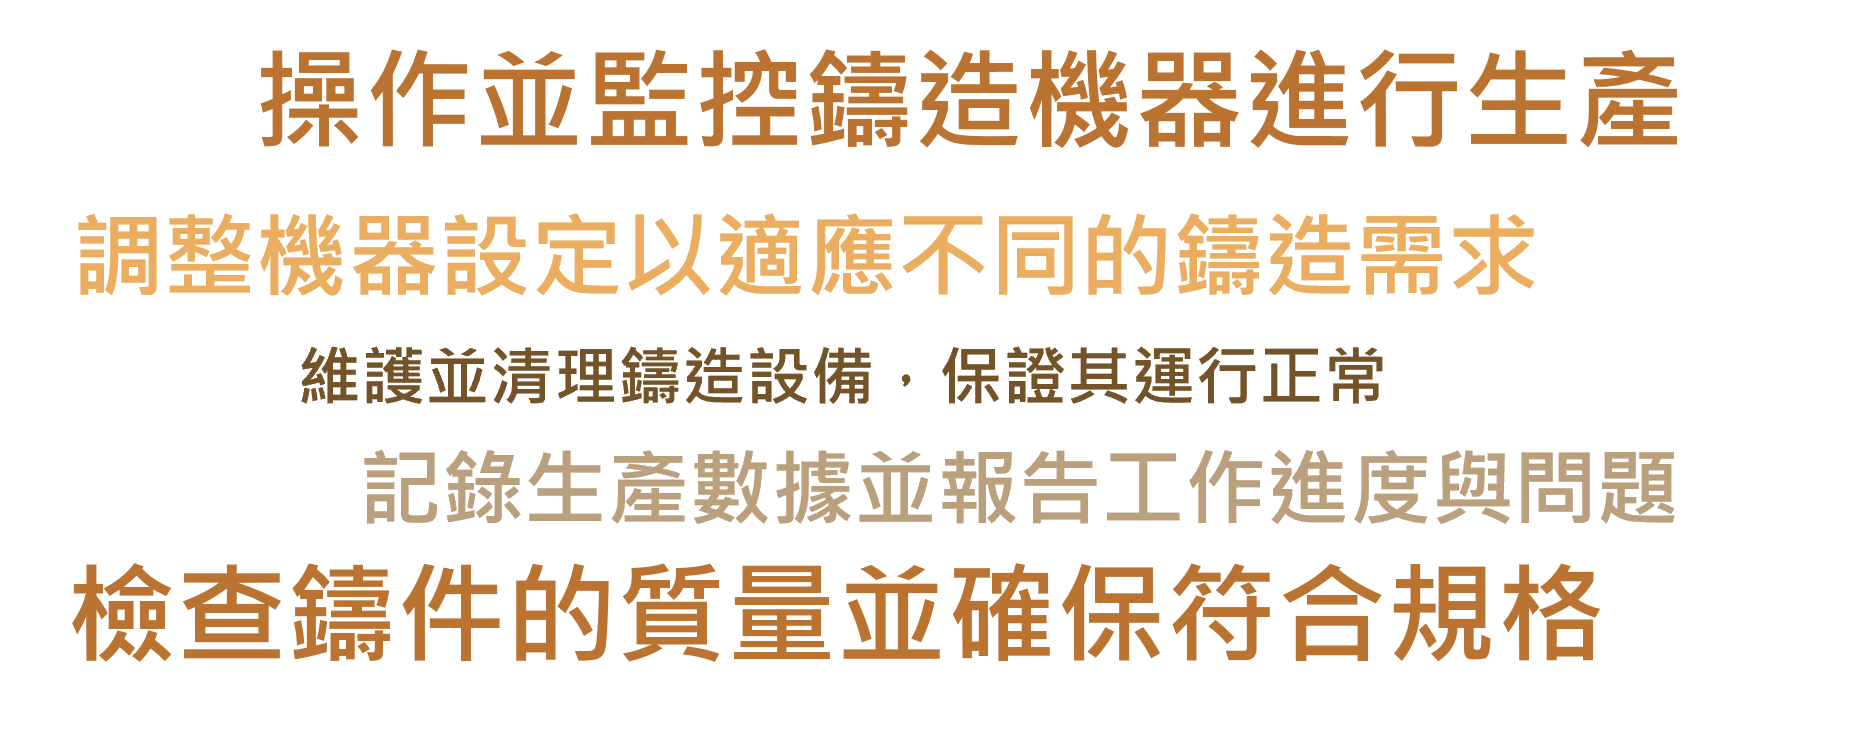 操作並監控鑄造機器進行生產
調整機器設定以適應不同的鑄造需求
維護並清理鑄造設備，保證其運行正常
記錄生產數據並報告工作進度與問題
檢查鑄件的質量並確保符合規格